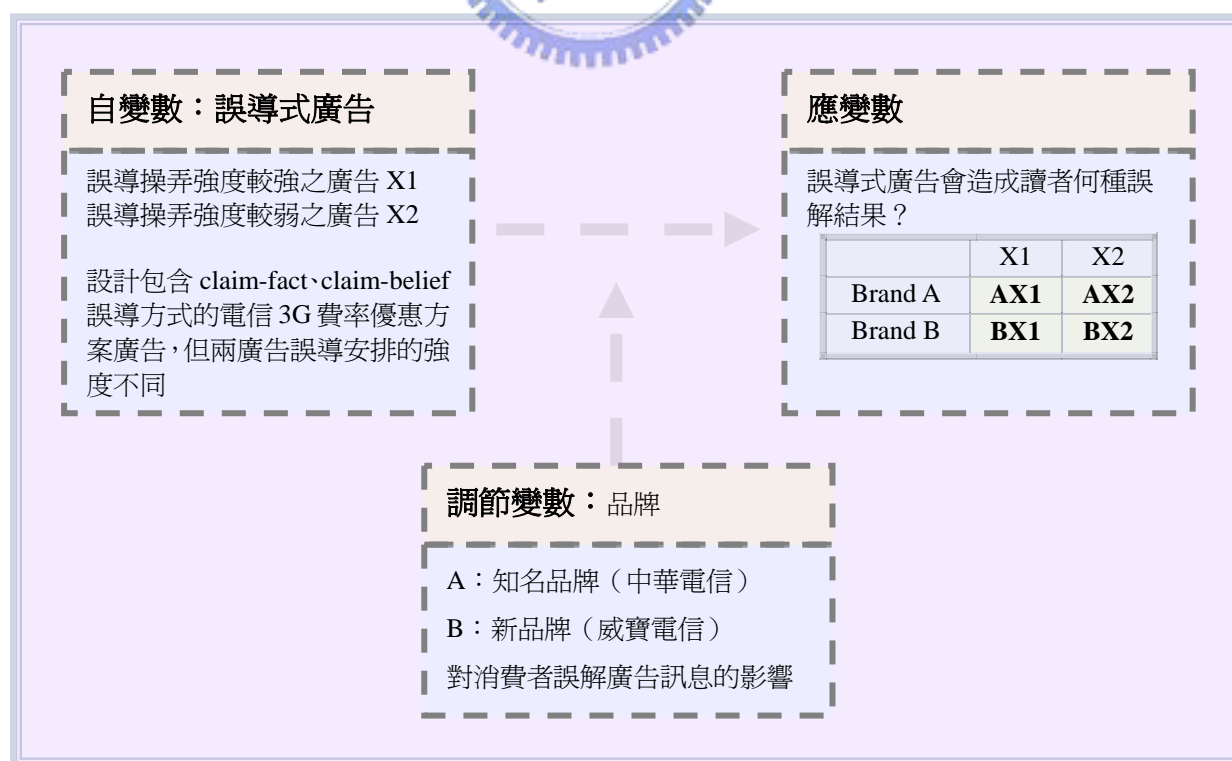 自變數：誤導式廣告
誤導操弄強度較強之廣告 X1
誤導操弄強度較弱之廣告 X2
設計包含 claim-fact、claim-belief
誤導方式的電信 3G 費率優惠方
案廣告，但兩廣告誤導安排的強
度不同
應變數
誤導式廣告會造成讀者何種誤
解結果？
X1 X2
Brand A AX1 AX2
Brand B BX1 BX2
調節變數：品牌
A：知名品牌（中華電信）
B：新品牌（威寶電信）
對消費者誤解廣告訊息的影響